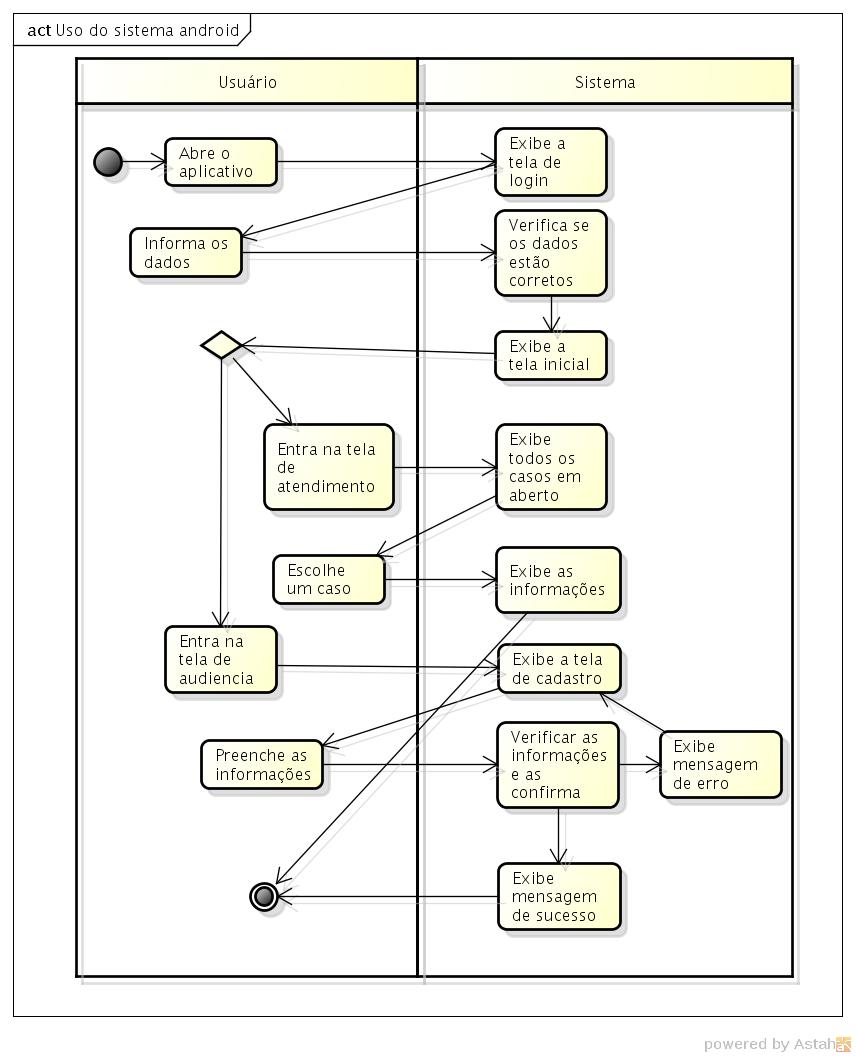 act Uso do sistema android
Usuário
Sistema
Abre o
aplicativo
Exibe a
tela de
login
Informa os
dados
Verifica se
os dados
estão
corretos
Exibe a
tela inicial
Entra na tela
de
atendimento
Exibe
todos os
casos em
aberto
Escolhe
um caso
Exibe as
informações
Entra na
tela de
audiencia
Exibe a tela
de cadastro
Preenche as
informações
Verificar as
informações
e as
confirma
Exibe
mensagem
de erro
Exibe
mensagem
de sucesso
powered by Astah